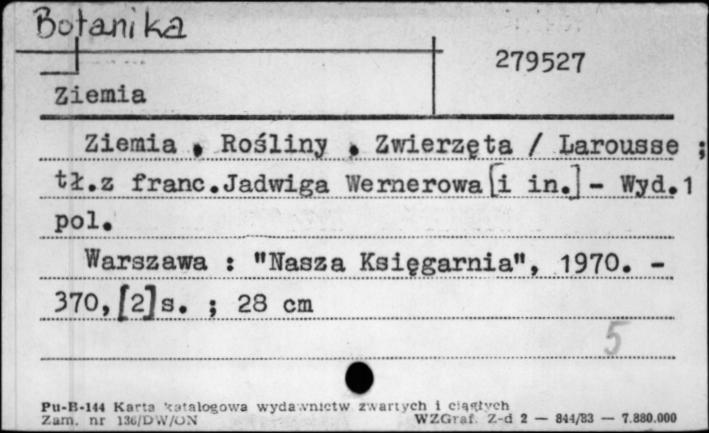 Botanika
279527
Ziemia
Ziemia , Rośliny , Zwierzęta / Larousse ;
tł.z franc.Jadwiga Wernerowa[i in.]- Wyd.1
pol.
Warszawa : "Nasza Księgarnia", 1970. -
370,[2]s. ; 28 cm
5
Pu-B-144 Karta katalogowa wydawnictw zwartych i ciągłych
Zam. nr 136/DW/ON WZGraf. Z-d 2 — 844/83 — 7.880.000